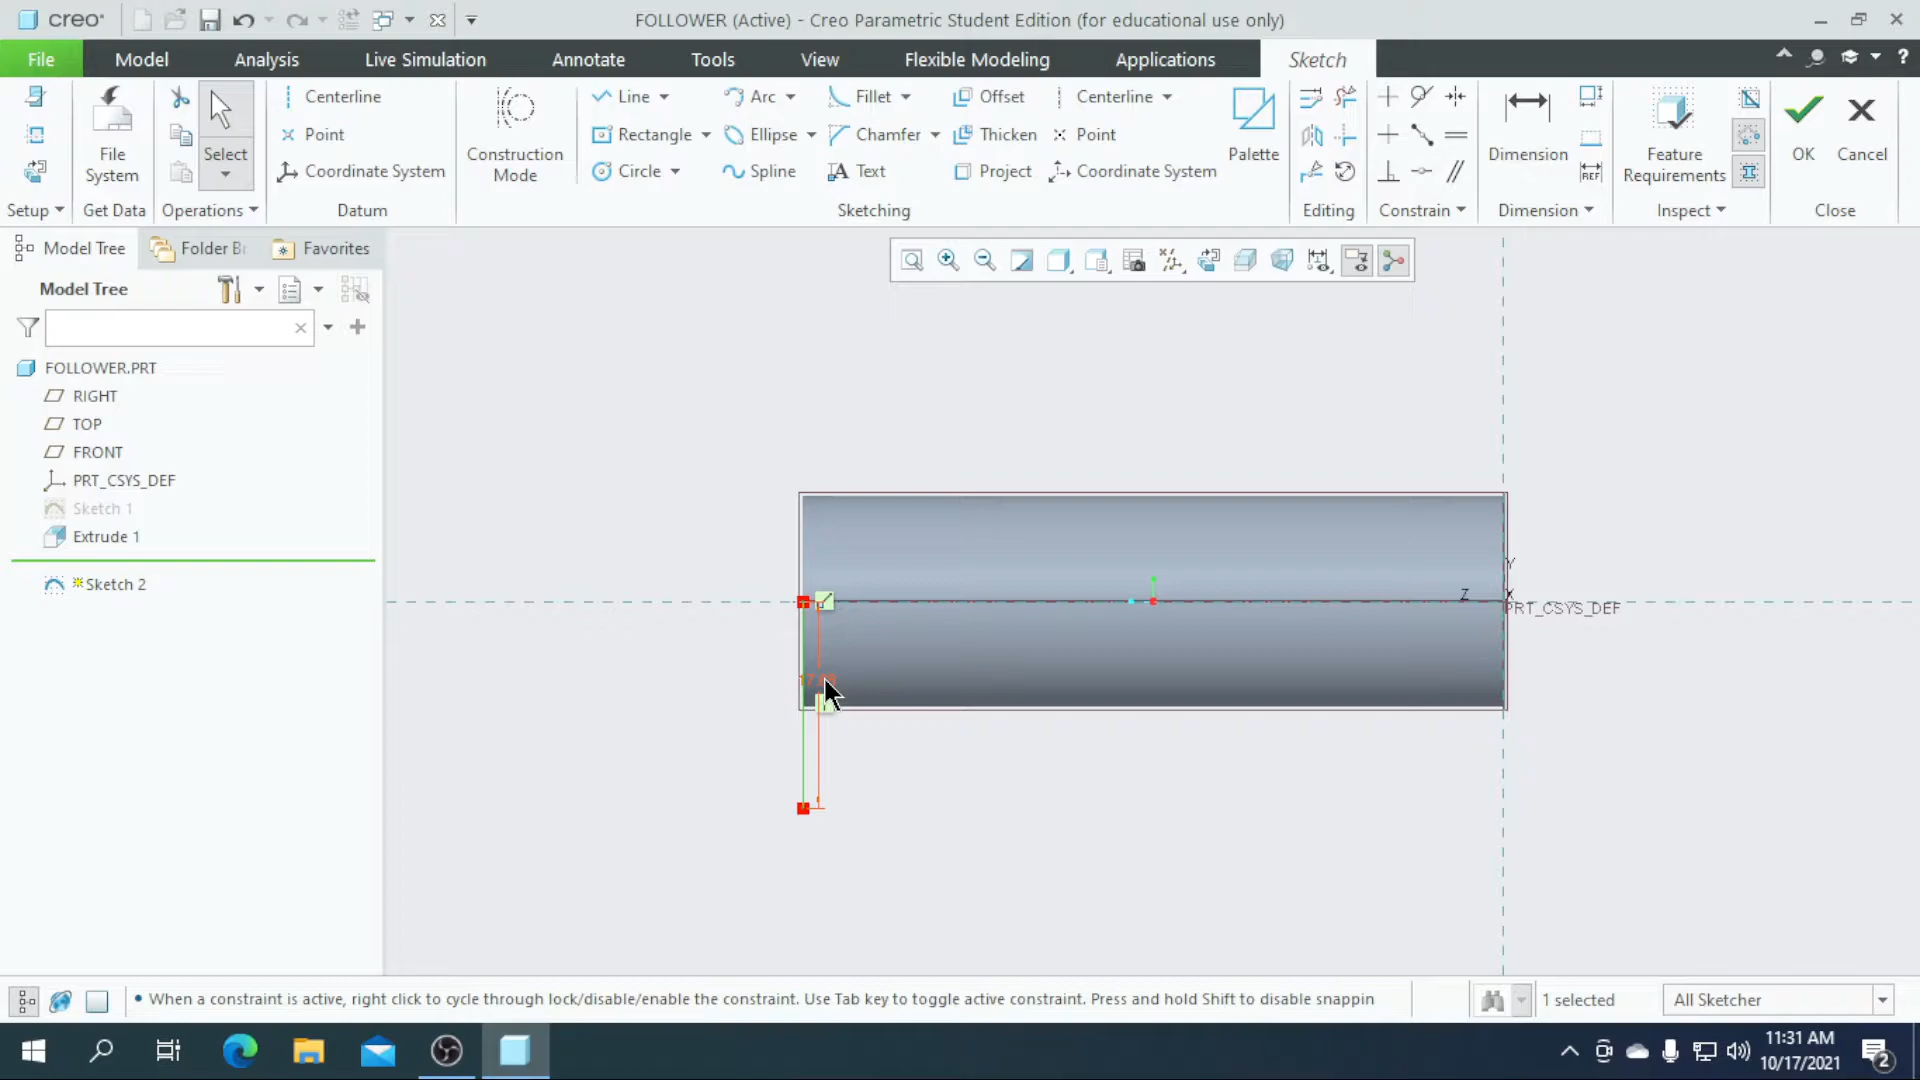 creo
FOLLOWER (Active) - Creo Parametric Student Edition (for educational use only)
File
Model
Analysis
Live Simulation
Annotate
Tools
View
Flexible Modeling
Applications
Sketch
File System
Select
Centerline
Point
Coordinate System
Construction Mode
Line
Rectangle
Circle
Arc
Ellipse
Spline
Fillet
Chamfer
Text
Offset
Thicken
Project
Centerline
Point
Coordinate System
Palette
Dimension
REF
Feature Requirements
OK
Cancel
Setup
Get Data
Operations
Datum
Sketching
Editing
Constrain
Dimension
Inspect
Close
Model Tree
Folder B
Favorites
Model Tree
FOLLOWER.PRT
RIGHT
TOP
FRONT
PRT_CSYS_DEF
Sketch 1
Extrude 1
Sketch 2
Y
Z
X
PRT_CSYS_DEF
When a constraint is active, right click to cycle through lock/disable/enable the constraint. Use Tab key to toggle active constraint. Press and hold Shift to disable snappin
1 selected
All Sketcher
11:31 AM
10/17/2021
2